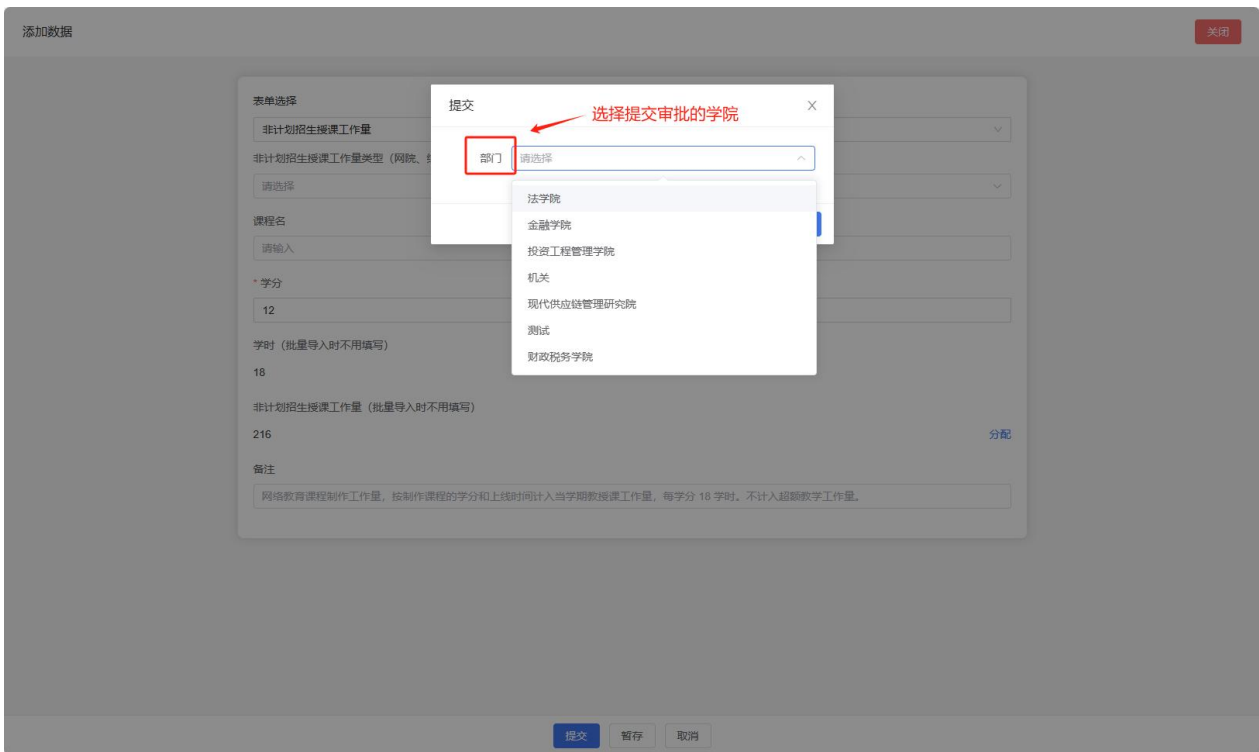 添加数据
关闭
表单选择
提交
选择提交审批的学院
非计划招生授课工作量
非计划招生授课工作量类型（网院、
部门
请选择
请选择
法学院
金融学院
投资工程管理学院
机关
现代供应链管理研究院
测试
财政税务学院
课程名
请输入
* 学分
12
学时（批量导入时不用填写）
18
非计划招生授课工作量（批量导入时不用填写）
216
分配
备注
网络教育课程制作工作量，按制作课程的学分和上线时间计入当学期教授课工作量，每学分 18 学时。不计入超额教学工作量。
提交
暂存
取消